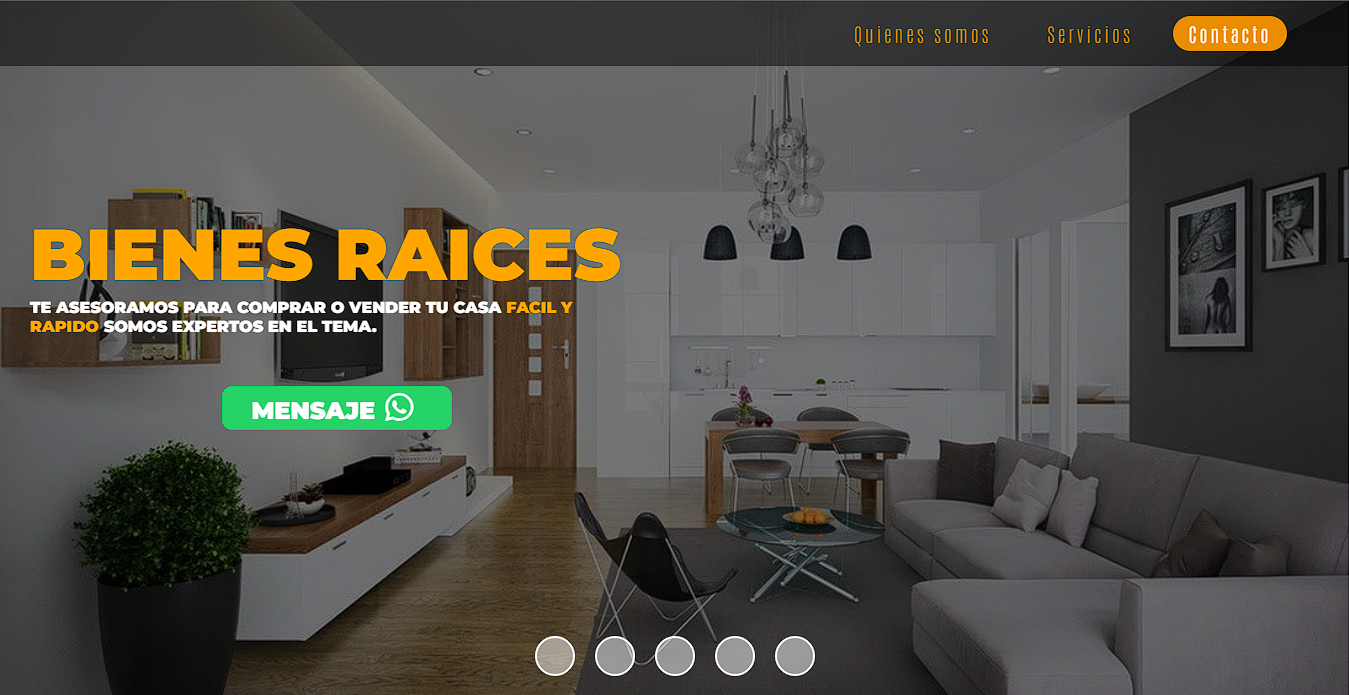 Quienes somos Servicios Contacto
BIENES RAICES
TE ASESORAMOS PARA COMPRAR O VENDER TU CASA FACIL Y
RAPIDO SOMOS EXPERTOS EN EL TEMA.
MENSAJE